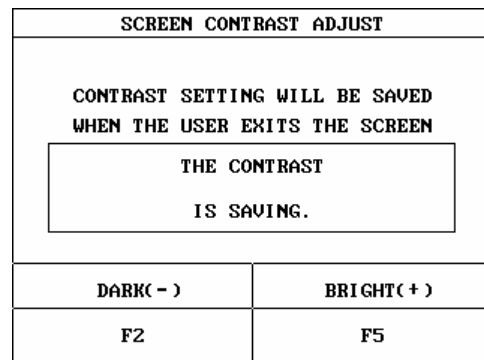 SCREEN CONTRAST ADJUST
CONTRAST SETTING WILL BE SAVED
WHEN THE USER EXITS THE SCREEN
THE CONTRAST
IS SAVING.
DARK(-) BRIGHT(+)
F2 F5